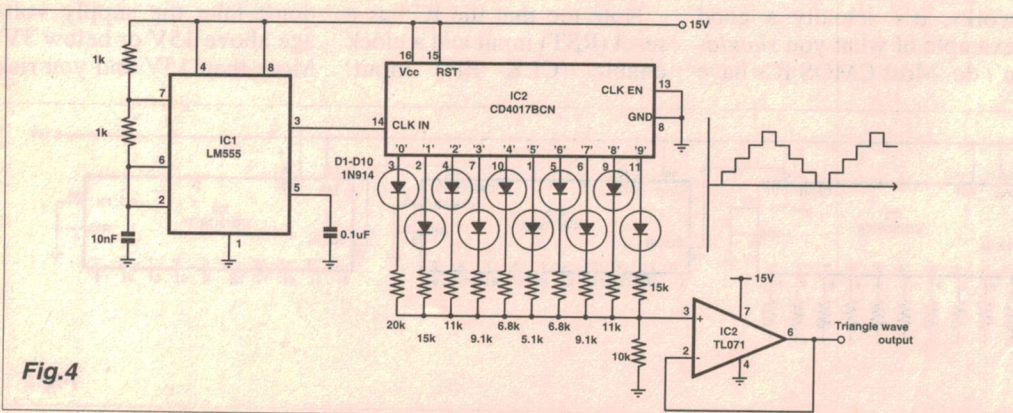 15V
1k
4
8
16
15
Vcc
RST
7
IC2
CD4017BCN
CLK EN
13
1k
3
14
CLK IN
GND
8
IC1
LM555
6
D1-D10
1N914
'0'
'1'
'2'
'3'
'4'
'5'
'6'
'7'
'8'
'9'
3
2
4
7
10
1
5
6
9
11
5
2
10nF
0.1uF
1
15k
15V
20k
11k
6.8k
6.8k
11k
15k
9.1k
5.1k
9.1k
3
+
7
IC2
TL071
6
Triangle wave
output
10k
2
-
4
Fig.4